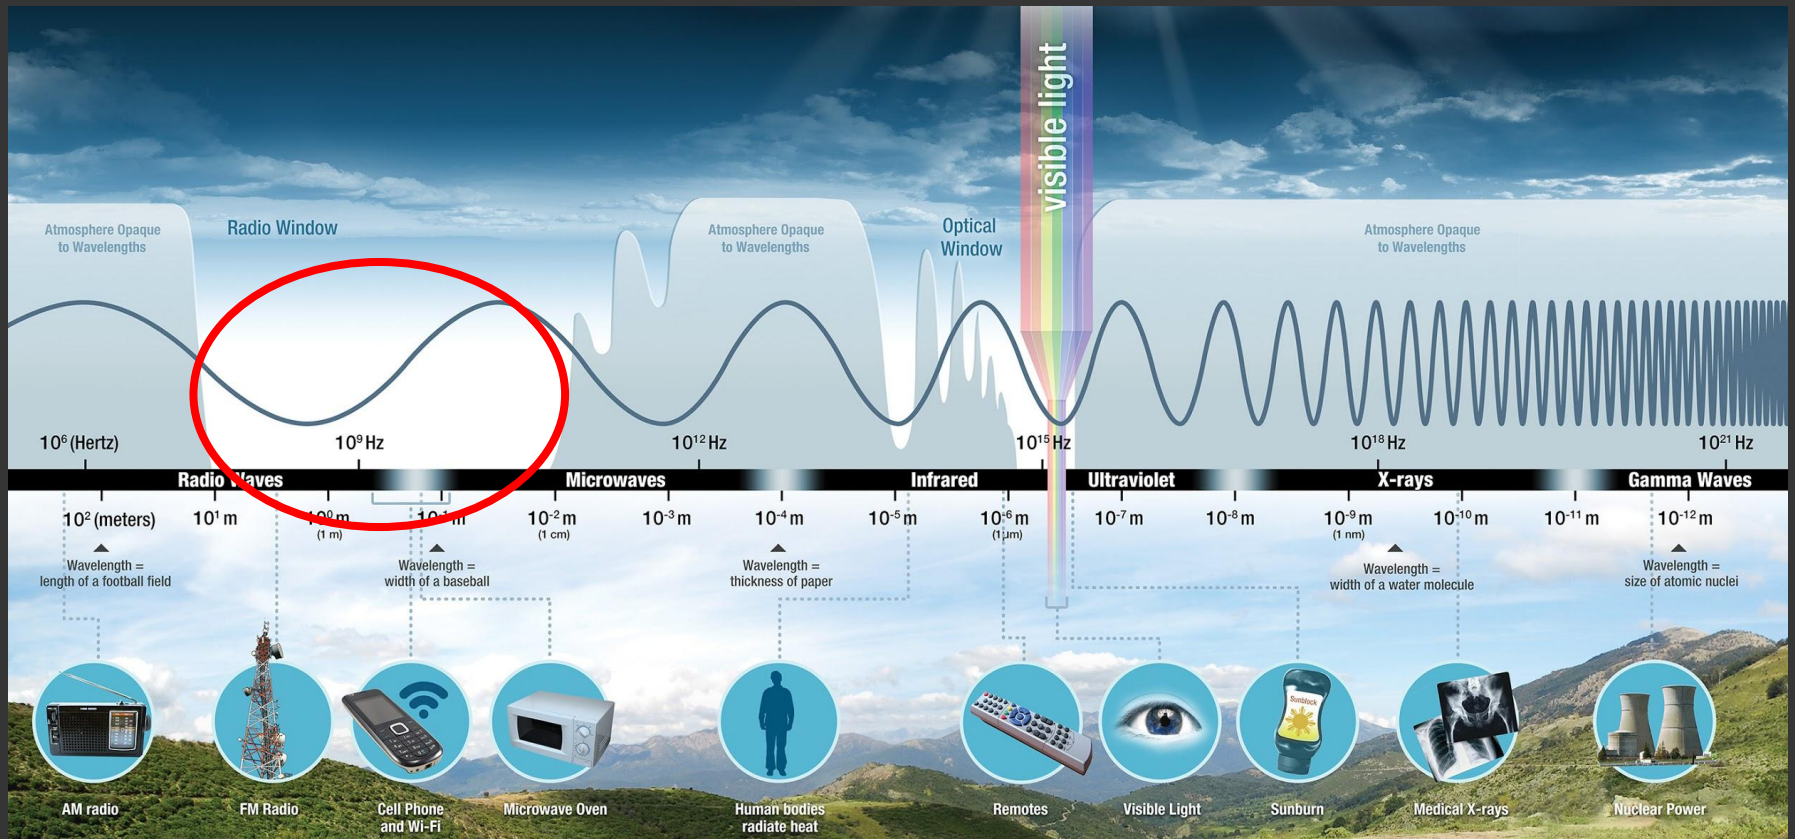 visible light
Atmosphere Opaque
to Wavelengths
Radio Window
Atmosphere Opaque
to Wavelengths
Optical
Window
Atmosphere Opaque
to Wavelengths
10⁶ (Hertz)
10⁹ Hz
10¹² Hz
10¹⁵ Hz
10¹⁸ Hz
10²¹ Hz
Radio Waves
Microwaves
Infrared
Ultraviolet
X-rays
Gamma Waves
10² (meters)
10¹ m
10⁰ m
(1 m)
10⁻¹ m
10⁻² m
(1 cm)
10⁻³ m
10⁻⁴ m
10⁻⁵ m
10⁻⁶ m
(1 µm)
10⁻⁷ m
10⁻⁸ m
10⁻⁹ m
(1 nm)
10⁻¹⁰ m
10⁻¹¹ m
10⁻¹² m
Wavelength =
length of a football field
Wavelength =
width of a baseball
Wavelength =
thickness of paper
Wavelength =
width of a water molecule
Wavelength =
size of atomic nuclei
Sunblock
AM radio
FM Radio
Cell Phone
and Wi-Fi
Microwave Oven
Human bodies
radiate heat
Remotes
Visible Light
Sunburn
Medical X-rays
Nuclear Power